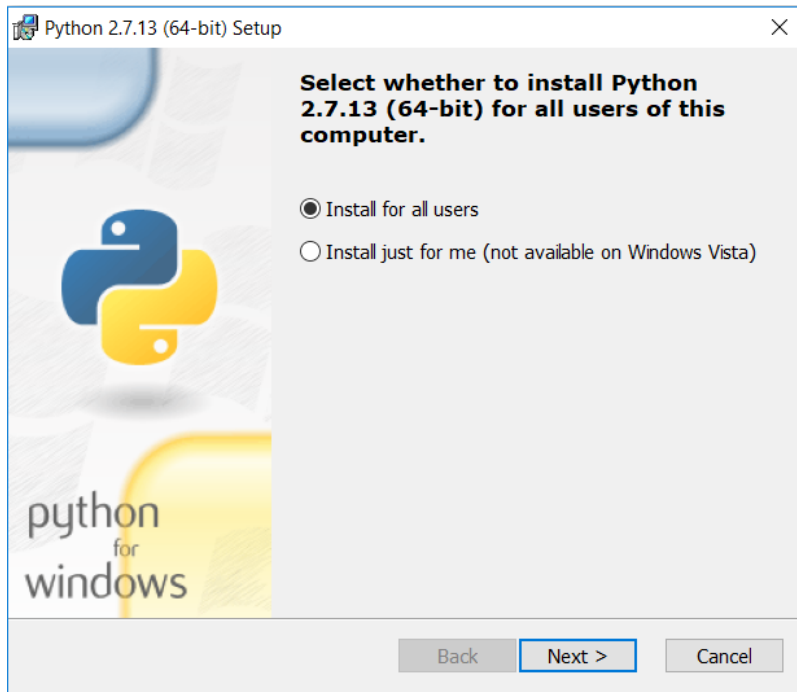 Python 2.7.13 (64-bit) Setup
Select whether to install Python
2.7.13 (64-bit) for all users of this
computer.
Install for all users
Install just for me (not available on Windows Vista)
python
for
windows
Back
Next >
Cancel